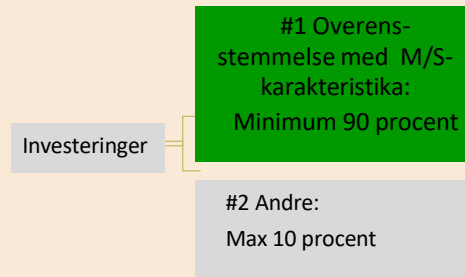 Investeringer
#1 Overens-
stemmelse med M/S-
karakteristika:
Minimum 90 procent
#2 Andre:
Max 10 procent